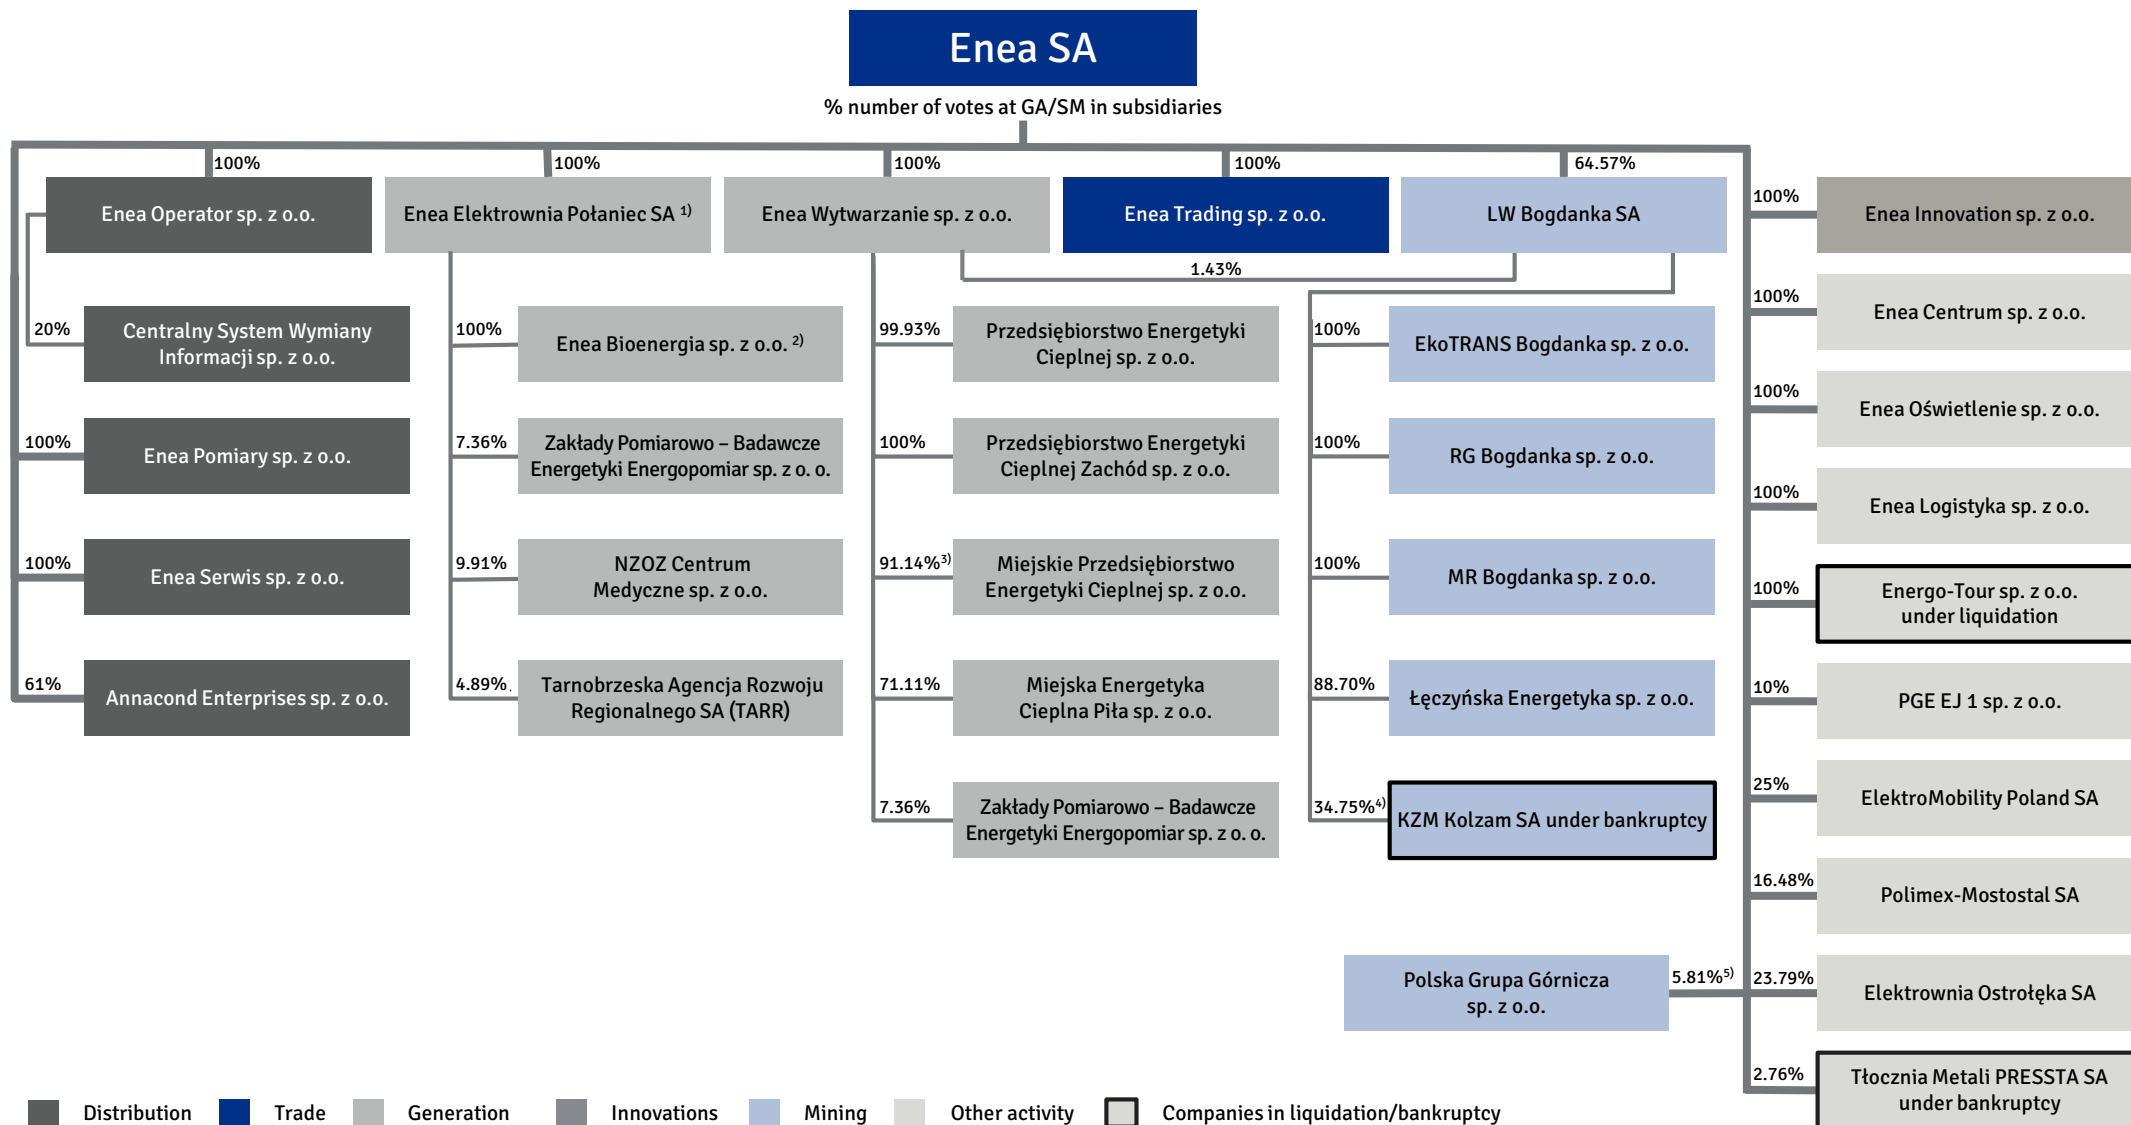 Enea SA
% number of votes at GA/SM in subsidiaries
100%
100%
100%
100%
64.57%
Enea Operator sp. z o.o.
Enea Elektrownia Połaniec SA 1)
Enea Wytwarzanie sp. z o.o.
Enea Trading sp. z o.o.
LW Bogdanka SA
1.43%
20%
Centralny System Wymiany
Informacji sp. z o.o.
100%
Enea Pomiary sp. z o.o.
100%
Enea Serwis sp. z o.o.
61%
Annacond Enterprises sp. z o.o.
100%
Enea Bioenergia sp. z o.o. 2)
7.36%
Zakłady Pomiarowo – Badawcze
Energetyki Energopomiar sp. z o. o.
9.91%
NZOZ Centrum
Medyczne sp. z o.o.
4.89%.
Tarnobrzeska Agencja Rozwoju
Regionalnego SA (TARR)
99.93%
Przedsiębiorstwo Energetyki
Cieplnej sp. z o.o.
100%
Przedsiębiorstwo Energetyki
Cieplnej Zachód sp. z o.o.
91.14%3)
Miejskie Przedsiębiorstwo
Energetyki Cieplnej sp. z o.o.
71.11%
Miejska Energetyka
Cieplna Piła sp. z o.o.
7.36%
Zakłady Pomiarowo – Badawcze
Energetyki Energopomiar sp. z o. o.
100%
EkoTRANS Bogdanka sp. z o.o.
100%
RG Bogdanka sp. z o.o.
100%
MR Bogdanka sp. z o.o.
88.70%
Łęczyńska Energetyka sp. z o.o.
34.75%4)
KZM Kolzam SA under bankruptcy
100%
Enea Innovation sp. z o.o.
100%
Enea Centrum sp. z o.o.
100%
Enea Oświetlenie sp. z o.o.
100%
Enea Logistyka sp. z o.o.
100%
Energo-Tour sp. z o.o.
under liquidation
10%
PGE EJ 1 sp. z o.o.
25%
ElektroMobility Poland SA
16.48%
Polimex-Mostostal SA
Polska Grupa Górnicza
sp. z o.o.
5.81%5)
23.79%
Elektrownia Ostrołęka SA
2.76%
Tłocznia Metali PRESSTA SA
under bankruptcy
Distribution
Trade
Generation
Innovations
Mining
Other activity
Companies in liquidation/bankruptcy